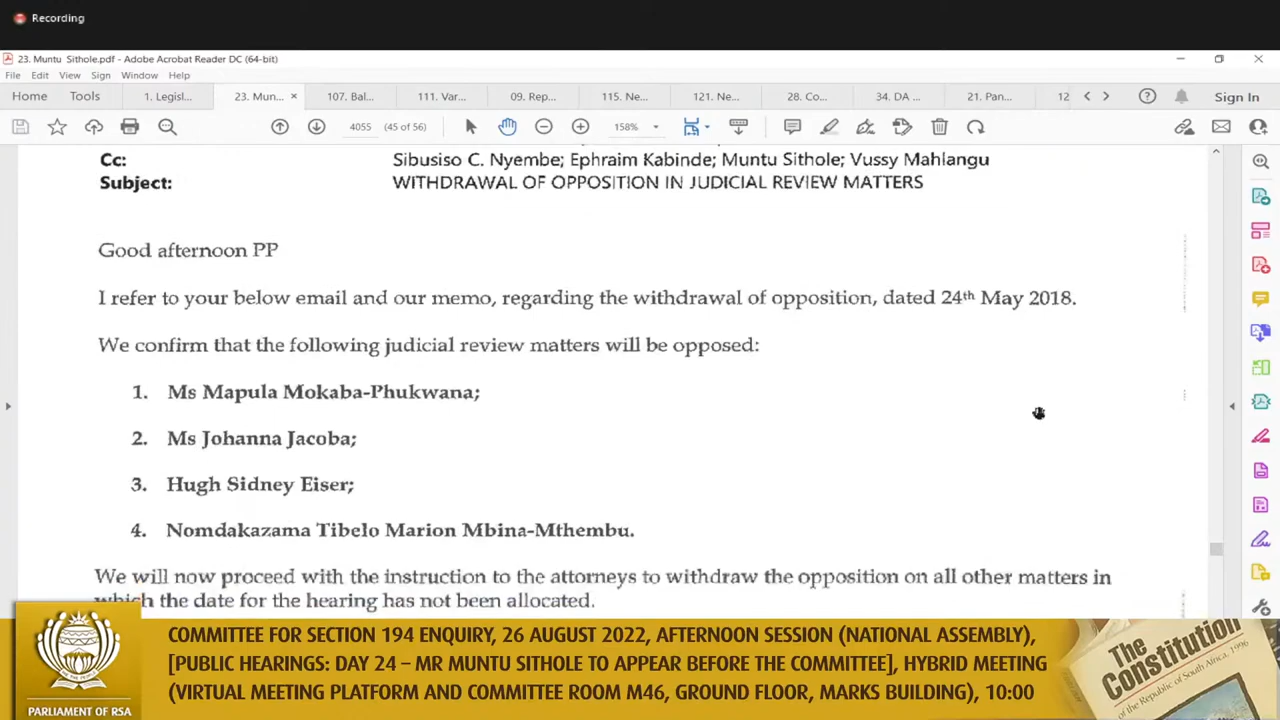 Recording
23. Muntu Sithole.pdf - Adobe Acrobat Reader DC (64-bit)
File Edit View Sign Window Help
Home Tools 1. Legisl... 23. Mun... × 107. Bal... 111. Var... 09. Rep... 115. Ne... 121. Ne... 28. Co... 34. DA ... 21. Pan... 12 Sign In
4055 (45 of 56) 158%
Cc: Sibusiso C. Nyembe; Ephraim Kabinde; Muntu Sithole; Vussy Mahlangu
Subject: WITHDRAWAL OF OPPOSITION IN JUDICIAL REVIEW MATTERS
Good afternoon PP
I refer to your below email and our memo, regarding the withdrawal of opposition, dated 24th May 2018.
We confirm that the following judicial review matters will be opposed:
1. Ms Mapula Mokaba-Phukwana;
2. Ms Johanna Jacoba;
3. Hugh Sidney Eiser;
4. Nomdakazama Tibelo Marion Mbina-Mthembu.
We will now proceed with the instruction to the attorneys to withdraw the opposition on all other matters in
which the date for the hearing has not been allocated.
COMMITTEE FOR SECTION 194 ENQUIRY, 26 AUGUST 2022, AFTERNOON SESSION (NATIONAL ASSEMBLY),
[PUBLIC HEARINGS: DAY 24 – MR MUNTU SITHOLE TO APPEAR BEFORE THE COMMITTEE], HYBRID MEETING
(VIRTUAL MEETING PLATFORM AND COMMITTEE ROOM M46, GROUND FLOOR, MARKS BUILDING), 10:00
PARLIAMENT OF RSA
The
Constitution
of the Republic of South Africa, 1996